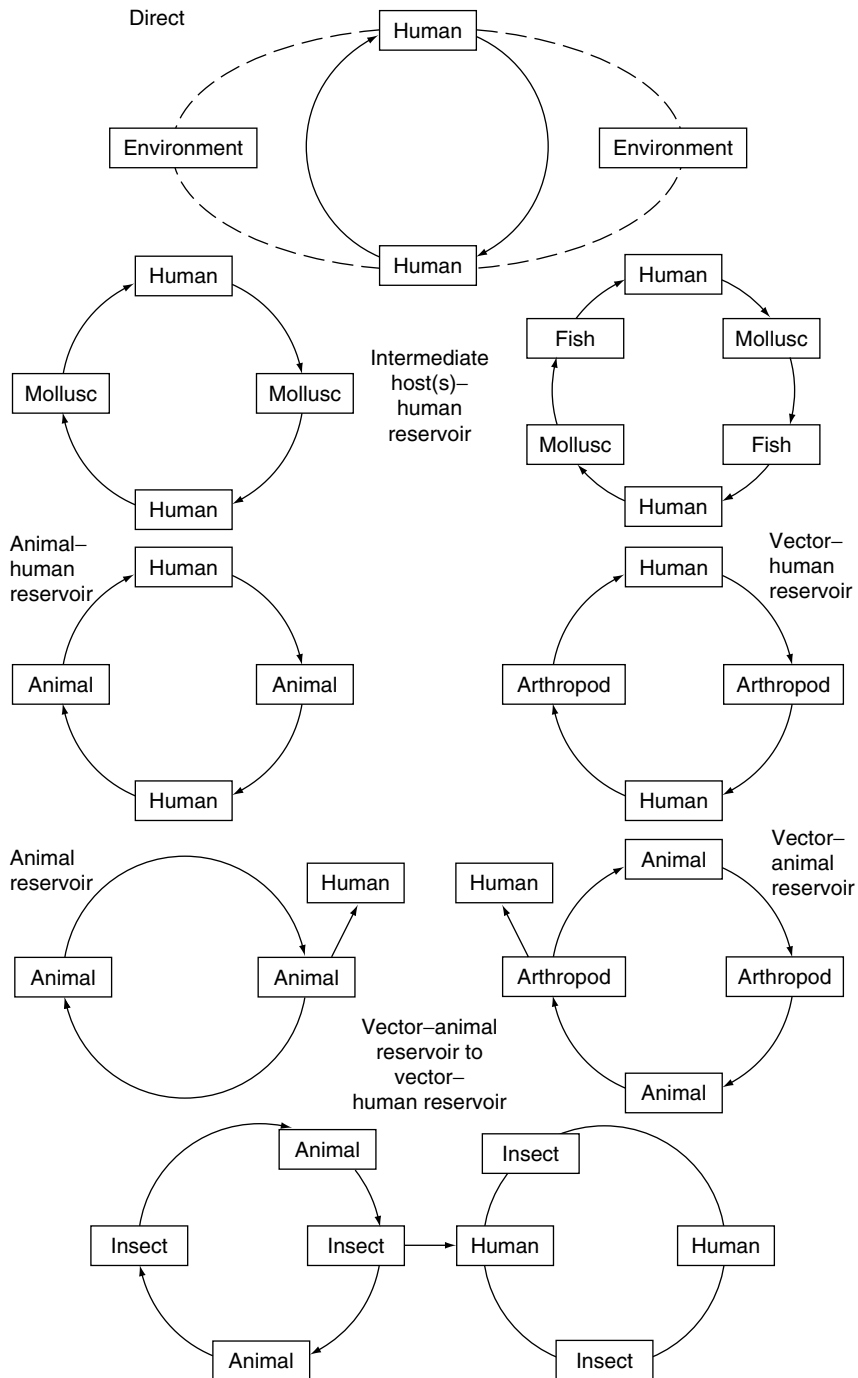 Direct
Human
Environment
Environment
Human
Human
Mollusc
Mollusc
Human
Intermediate
host(s)–
human
reservoir
Human
Fish
Mollusc
Mollusc
Fish
Human
Animal–
human
reservoir
Human
Animal
Animal
Human
Vector–
human
reservoir
Human
Arthropod
Arthropod
Human
Animal
reservoir
Human
Animal
Animal
Vector–
animal
reservoir
Human
Animal
Arthropod
Arthropod
Animal
Vector–animal
reservoir to
vector–
human reservoir
Animal
Insect
Insect
Animal
Insect
Human
Human
Insect